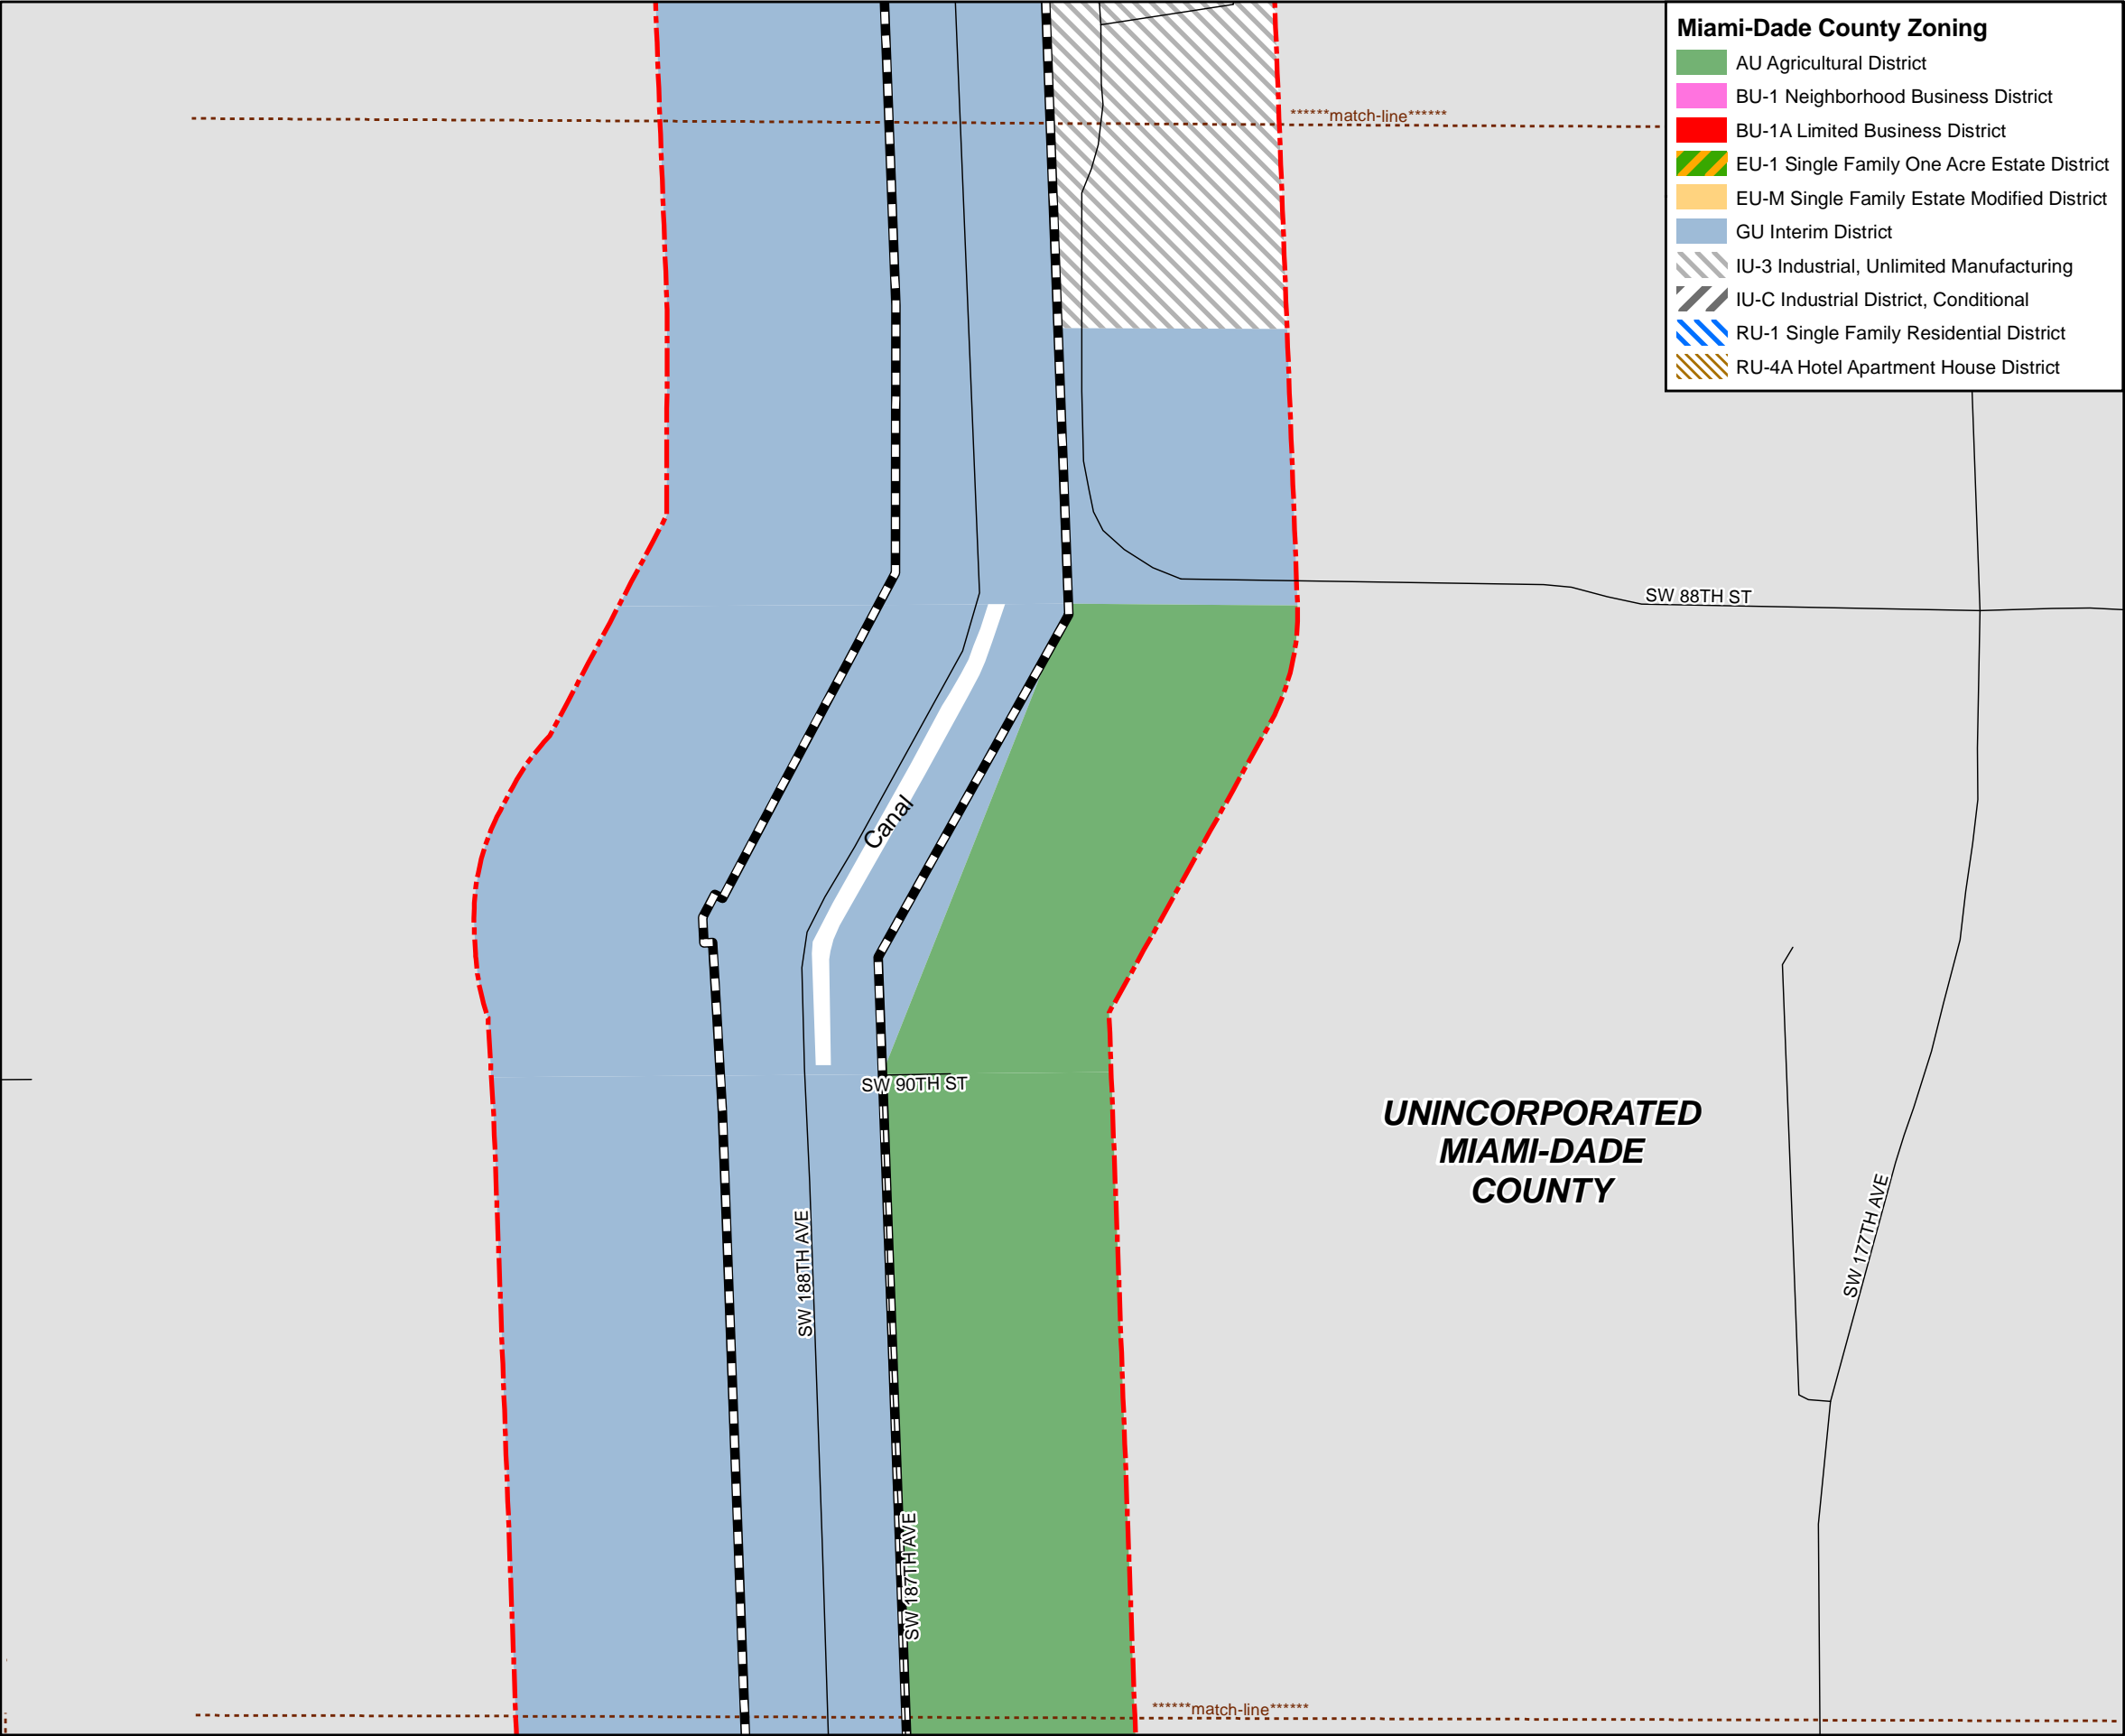 Miami-Dade County Zoning
AU Agricultural District
BU-1 Neighborhood Business District
BU-1A Limited Business District
EU-1 Single Family One Acre Estate District
EU-M Single Family Estate Modified District
GU Interim District
IU-3 Industrial, Unlimited Manufacturing
IU-C Industrial District, Conditional
RU-1 Single Family Residential District
RU-4A Hotel Apartment House District
******match-line******
SW 88TH ST
Canal
SW 90TH ST
UNINCORPORATED
MIAMI-DADE
COUNTY
SW 177TH AVE
SW 188TH AVE
SW 187TH AVE
******match-line******